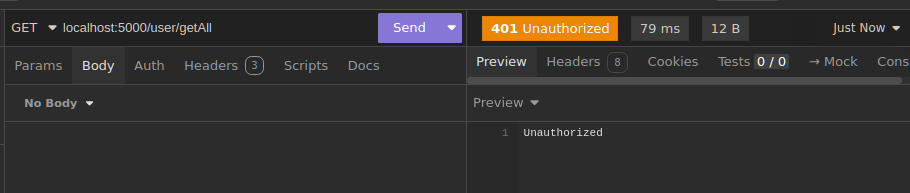 GET localhost:5000/user/getAll Send 401 Unauthorized 79 ms 12 B Just Now
Params Body Auth Headers 3 Scripts Docs Preview Headers 8 Cookies Tests 0 / 0 → Mock Cons
No Body Preview
1 Unauthorized